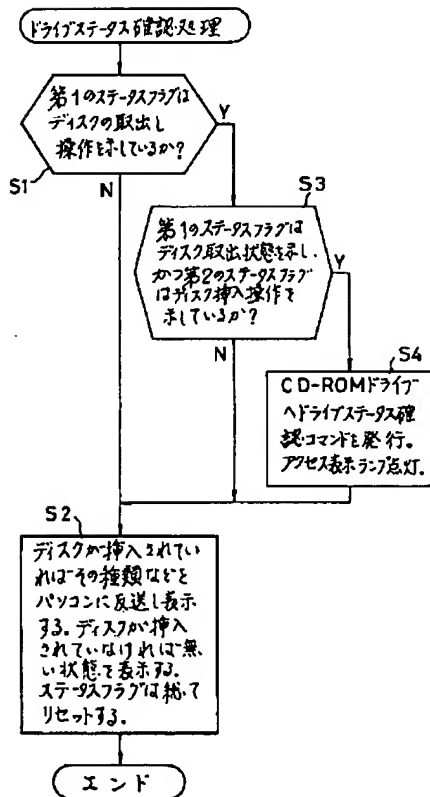 ドライブステータス確認処理
第1のステータスフラグは
ディスクの取出し
操作を示しているか?
Y
S1
N
S3
第1のステータスフラグは
ディスク取出状態を示し、
かつ第2のステータスフラグ
はディスク挿入操作を
示しているか?
Y
N
S4
CD-ROMドライブ
へドライブステータス確
認コマンドを発行。
アクセス表示ランプ点灯。
S2
ディスクが挿入されてい
ればその種類などを
パソコンに反送し表示
する。ディスクが挿入
されていなければ無
い状態を表示する。
ステータスフラグは総て
リセットする。
エンド